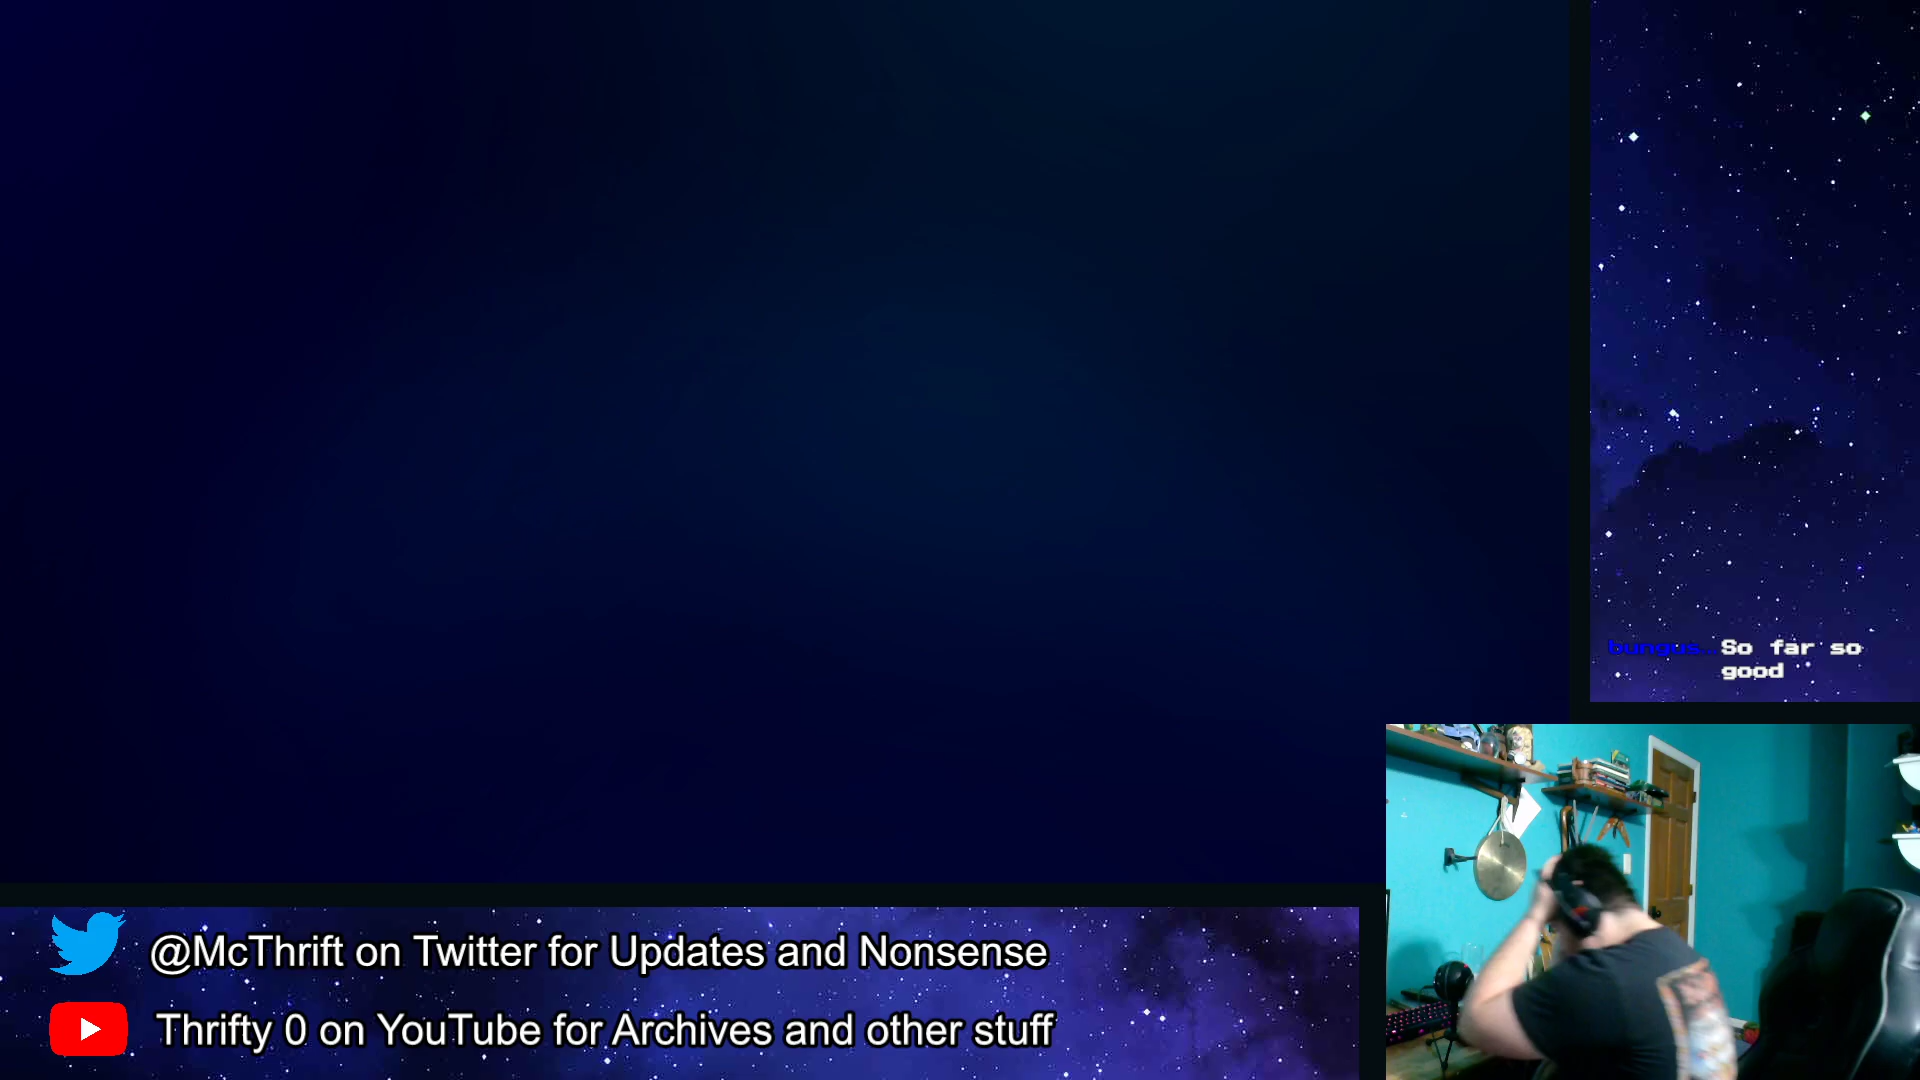 bungus... So far so
good
@McThrift on Twitter for Updates and Nonsense
Thrifty 0 on YouTube for Archives and other stuff